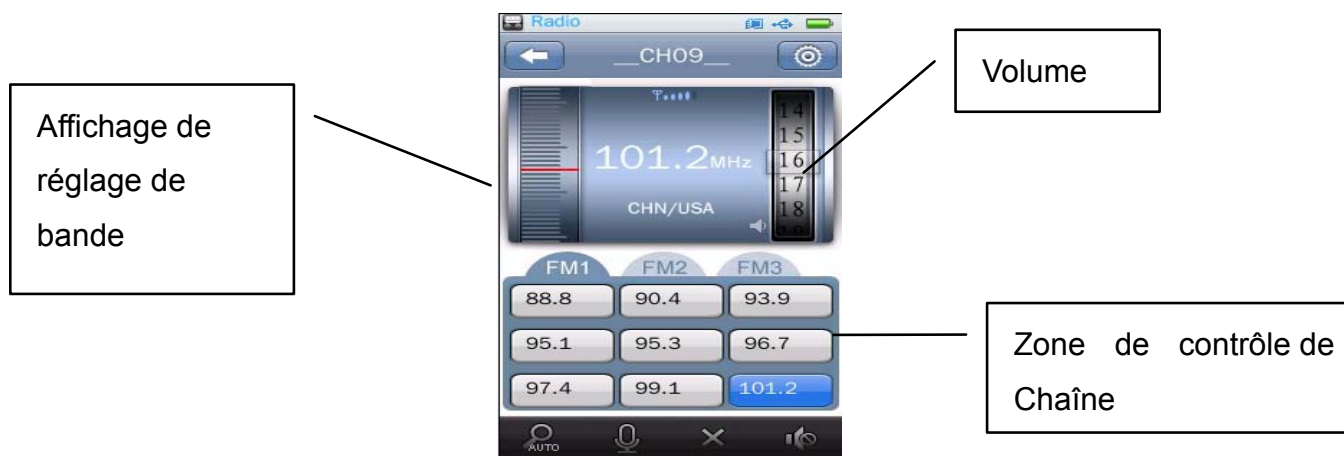 Radio
__CH09__
Affichage de
réglage de
bande
Volume
14
15
16
17
18
101.2MHz
CHN/USA
FM1 FM2 FM3
88.8 90.4 93.9
95.1 95.3 96.7
97.4 99.1 101.2
Zone de contrôle de
Chaîne
AUTO